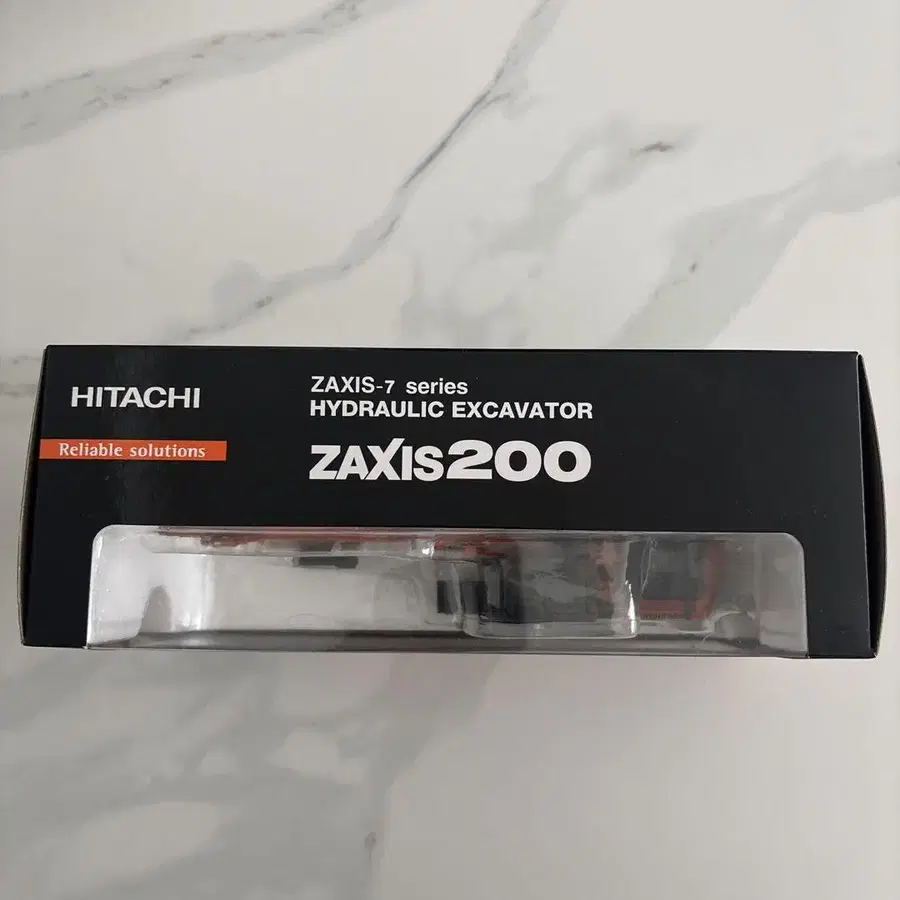 HITACHI
Reliable solutions
ZAXIS-7 series
HYDRAULIC EXCAVATOR
ZAXIS200